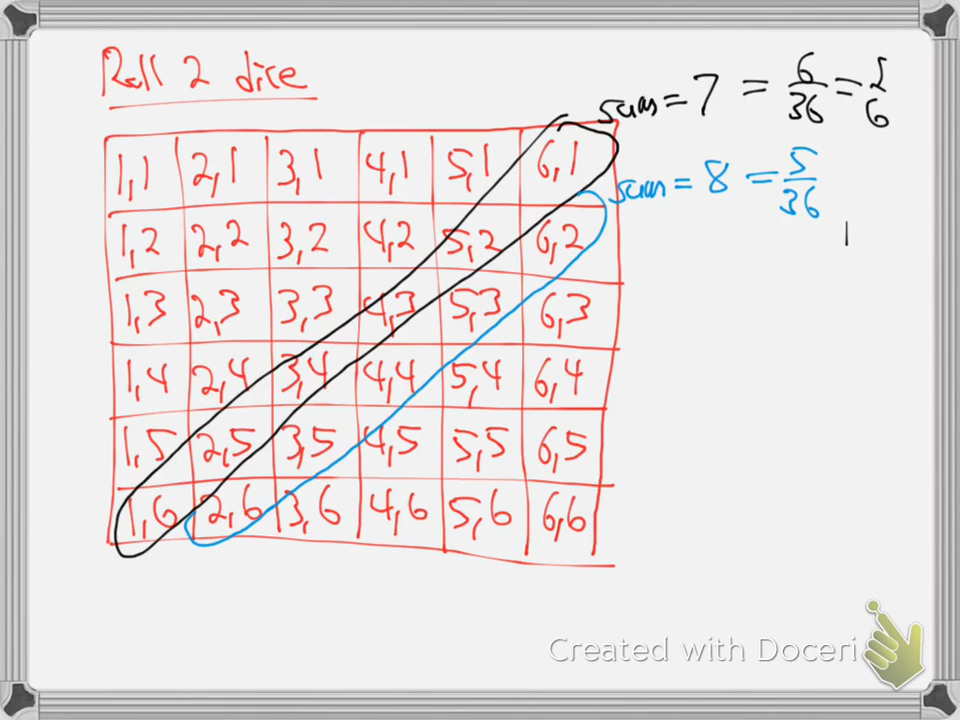 Roll 2 dice
sum = 7 = 6/36 = 1/6
sum = 8 = 5/36
1,1 2,1 3,1 4,1 5,1 6,1
1,2 2,2 3,2 4,2 5,2 6,2
1,3 2,3 3,3 4,3 5,3 6,3
1,4 2,4 3,4 4,4 5,4 6,4
1,5 2,5 3,5 4,5 5,5 6,5
1,6 2,6 3,6 4,6 5,6 6,6
Created with Doceri